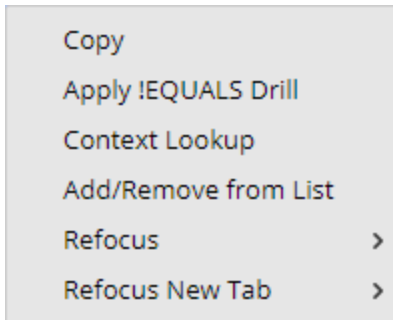 Copy
Apply !EQUALS Drill
Context Lookup
Add/Remove from List
Refocus
Refocus New Tab